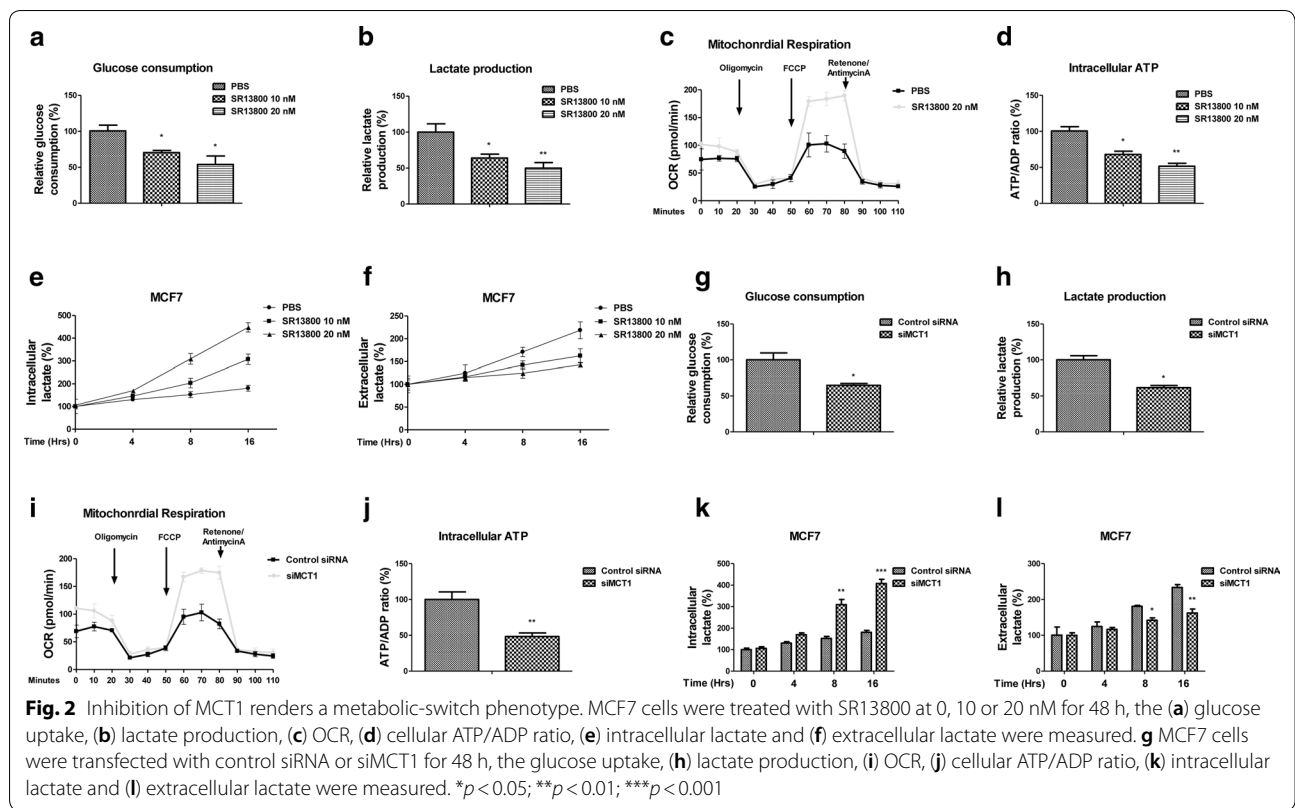 a
Glucose consumption
PBS
SR13800 10 nM
SR13800 20 nM
Relative glucose
consumption (%)
150
100
50
0
*
*
b
Lactate production
PBS
SR13800 10 nM
SR13800 20 nM
Relative lactate
production (%)
150
100
50
0
*
**
c
Mitochonrdial Respiration
Oligomycin
FCCP
Retenone/
AntimycinA
PBS
SR13800 20 nM
OCR (pmol/min)
200
150
100
50
0
Minutes
0 10 20 30 40 50 60 70 80 90 100 110
d
Intracellular ATP
PBS
SR13800 10 nM
SR13800 20 nM
ATP/ADP ratio (%)
150
100
50
0
*
**
e
MCF7
PBS
SR13800 10 nM
SR13800 20 nM
Intracellular
lactate (%)
500
400
300
200
100
0
Time (Hrs) 0 4 8 16
f
MCF7
PBS
SR13800 10 nM
SR13800 20 nM
Extracellular
lactate (%)
250
200
150
100
50
0
Time (Hrs) 0 4 8 16
g
Glucose consumption
Control siRNA
siMCT1
Relative glucose
consumption (%)
150
100
50
0
*
h
Lactate production
Control siRNA
siMCT1
Relative lactate
production (%)
150
100
50
0
*
i
Mitochonrdial Respiration
Oligomycin
FCCP
Retenone/
AntimycinA
Control siRNA
siMCT1
OCR (pmol/min)
200
150
100
50
0
Minutes 0 10 20 30 40 50 60 70 80 90 100 110
j
Intracellular ATP
Control siRNA
siMCT1
ATP/ADP ratio (%)
150
100
50
0
**
k
MCF7
Control siRNA
siMCT1
Intracellular
lactate (%)
500
400
300
200
100
0
**
***
Time (Hrs) 0 4 8 16
l
MCF7
Control siRNA
siMCT1
Extracellular
lactate (%)
300
200
100
0
*
**
Time (Hrs) 0 4 8 16
Fig. 2 Inhibition of MCT1 renders a metabolic-switch phenotype. MCF7 cells were treated with SR13800 at 0, 10 or 20 nM for 48 h, the (a) glucose
uptake, (b) lactate production, (c) OCR, (d) cellular ATP/ADP ratio, (e) intracellular lactate and (f) extracellular lactate were measured. g MCF7 cells
were transfected with control siRNA or siMCT1 for 48 h, the glucose uptake, (h) lactate production, (i) OCR, (j) cellular ATP/ADP ratio, (k) intracellular
lactate and (l) extracellular lactate were measured. *p < 0.05; **p < 0.01; ***p < 0.001